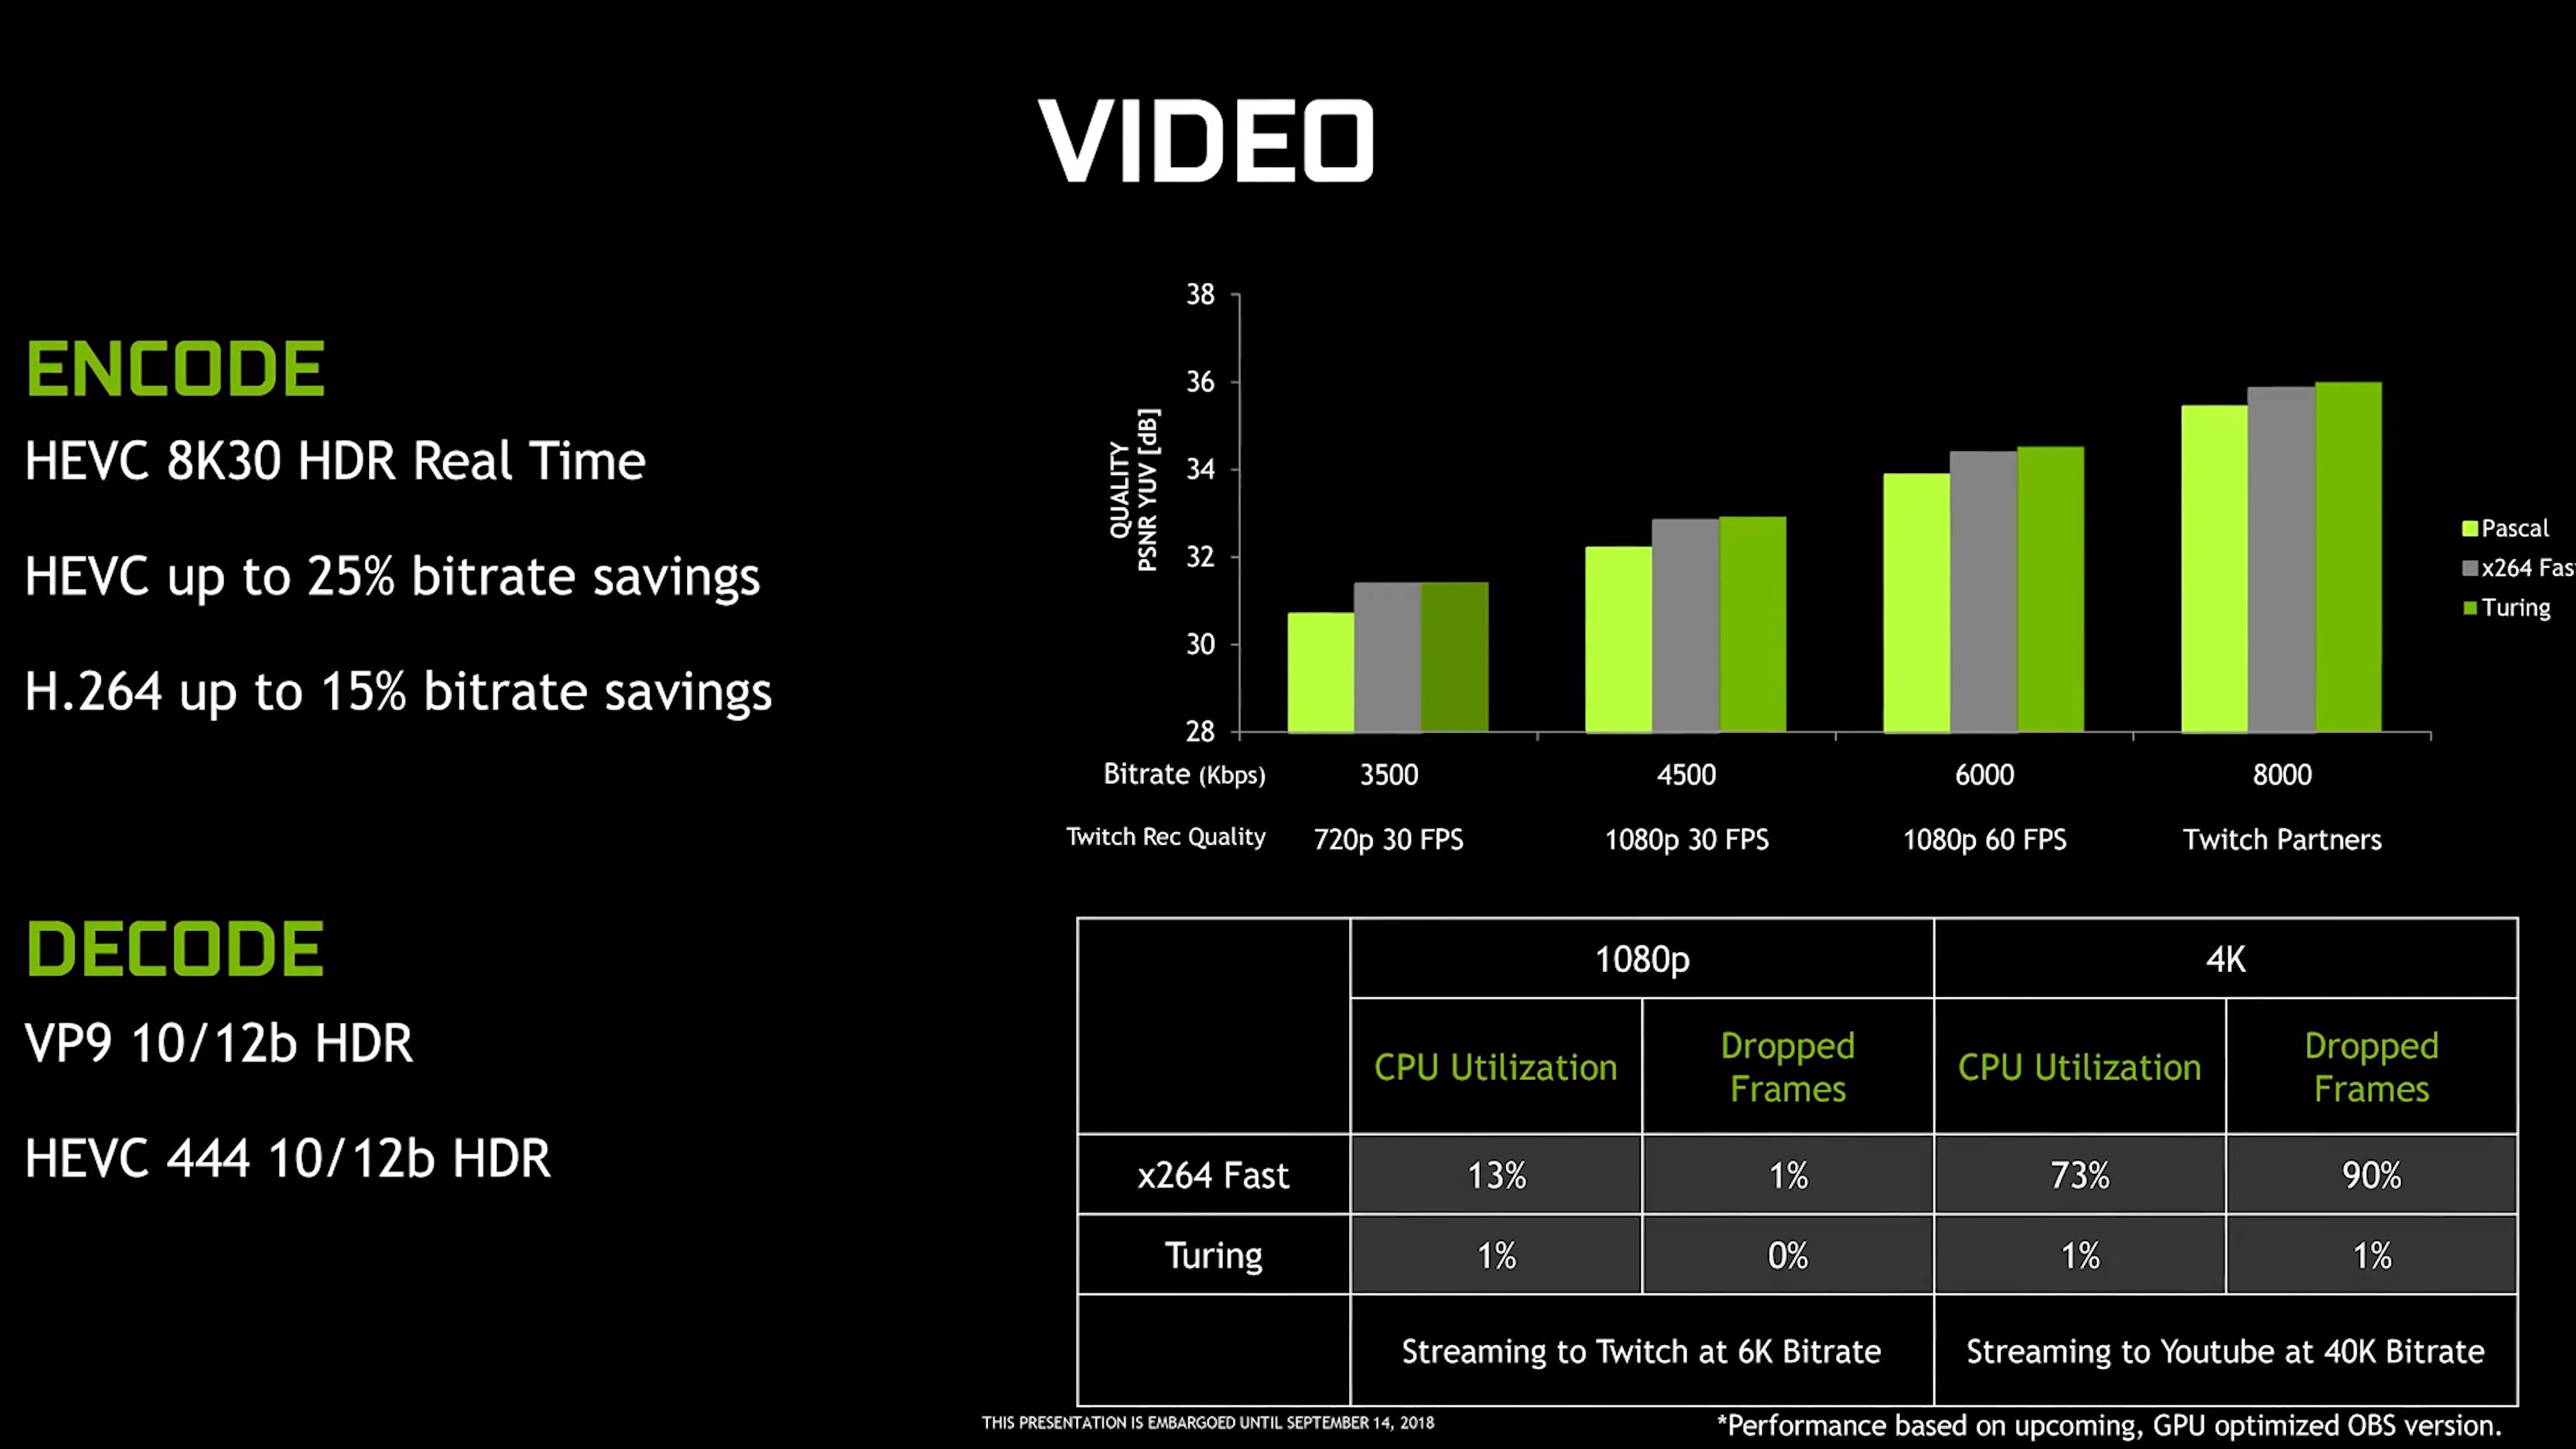 VIDEO
ENCODE
HEVC 8K30 HDR Real Time
HEVC up to 25% bitrate savings
H.264 up to 15% bitrate savings
DECODE
VP9 10/12b HDR
HEVC 444 10/12b HDR
QUALITY
PSNR YUV [dB]
38
36
34
32
30
28
Bitrate (Kbps) 3500 4500 6000 8000
Twitch Rec Quality 720p 30 FPS 1080p 30 FPS 1080p 60 FPS Twitch Partners
Pascal
x264 Fas
Turing
1080p 4K
CPU Utilization Dropped Frames CPU Utilization Dropped Frames
x264 Fast 13% 1% 73% 90%
Turing 1% 0% 1% 1%
Streaming to Twitch at 6K Bitrate Streaming to Youtube at 40K Bitrate
THIS PRESENTATION IS EMBARGOED UNTIL SEPTEMBER 14, 2018
*Performance based on upcoming, GPU optimized OBS version.